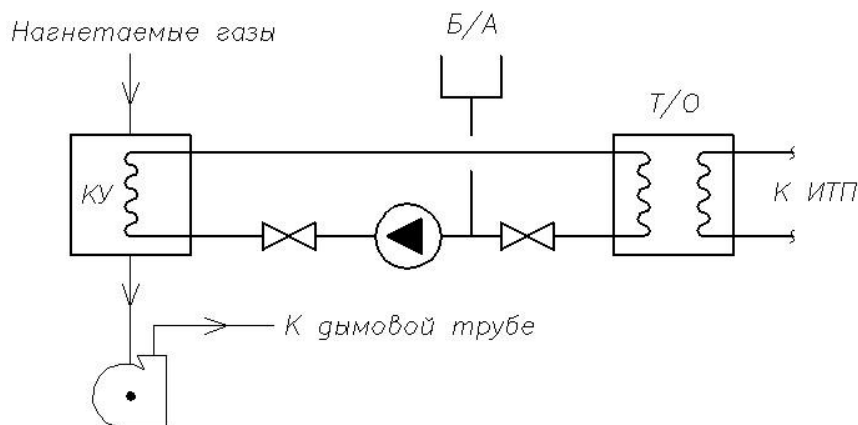 Нагнетаемые газы
Б/А
Т/О
КУ
К ИТП
К дымовой трубе